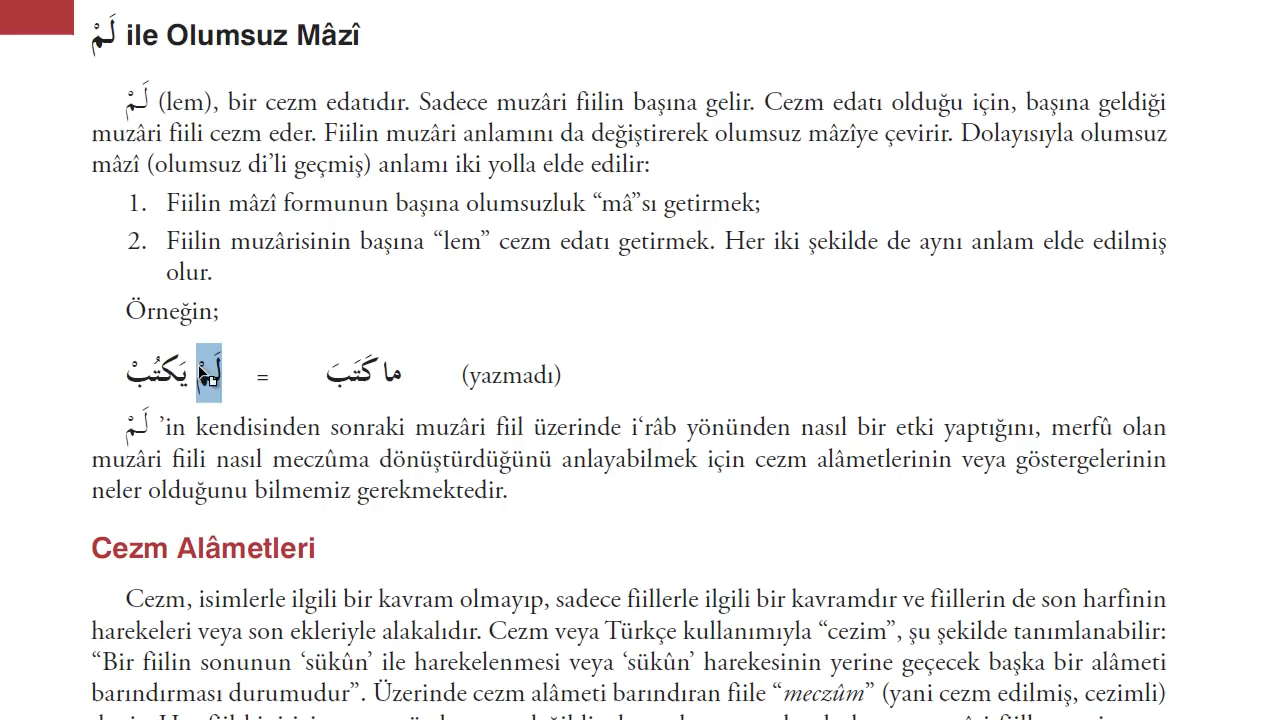 لَمْ ile Olumsuz Mâzî
لَمْ (lem), bir cezm edatıdır. Sadece muzâri fiilin başına gelir. Cezm edatı olduğu için, başına geldiği
muzâri fiili cezm eder. Fiilin muzâri anlamını da değiştirerek olumsuz mâzîye çevirir. Dolayısıyla olumsuz
mâzî (olumsuz di’li geçmiş) anlamı iki yolla elde edilir:
1. Fiilin mâzî formunun başına olumsuzluk “mâ”sı getirmek;
2. Fiilin muzârisinin başına “lem” cezm edatı getirmek. Her iki şekilde de aynı anlam elde edilmiş
olur.
Örneğin;
لَمْ يَكتُبْ = ما كَتَبَ (yazmadı)
لَمْ ’in kendisinden sonraki muzâri fiil üzerinde i‘râb yönünden nasıl bir etki yaptığını, merfû olan
muzâri fiili nasıl meczûma dönüştürdüğünü anlayabilmek için cezm alâmetlerinin veya göstergelerinin
neler olduğunu bilmemiz gerekmektedir.
Cezm Alâmetleri
Cezm, isimlerle ilgili bir kavram olmayıp, sadece fiillerle ilgili bir kavramdır ve fiillerin de son harfinin
harekeleri veya son ekleriyle alakalıdır. Cezm veya Türkçe kullanımıyla “cezim”, şu şekilde tanımlanabilir:
“Bir fiilin sonunun ‘sükûn’ ile harekelenmesi veya ‘sükûn’ harekesinin yerine geçecek başka bir alâmeti
barındırması durumudur”. Üzerinde cezm alâmeti barındıran fiile “meczûm” (yani cezm edilmiş, cezimli)